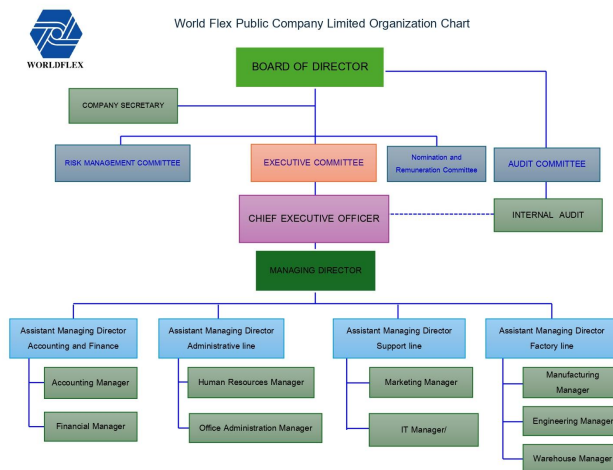 World Flex Public Company Limited Organization Chart
WORLDFLEX
BOARD OF DIRECTOR
COMPANY SECRETARY
RISK MANAGEMENT COMMITTEE
EXECUTIVE COMMITTEE
Nomination and
Remuneration Committee
AUDIT COMMITTEE
CHIEF EXECUTIVE OFFICER
INTERNAL AUDIT
MANAGING DIRECTOR
Assistant Managing Director
Accounting and Finance
Assistant Managing Director
Administrative line
Assistant Managing Director
Support line
Assistant Managing Director
Factory line
Accounting Manager
Human Resources Manager
Marketing Manager
Manufacturing
Manager
Financial Manager
Office Administration Manager
IT Manager/
Engineering Manager
Warehouse Manager